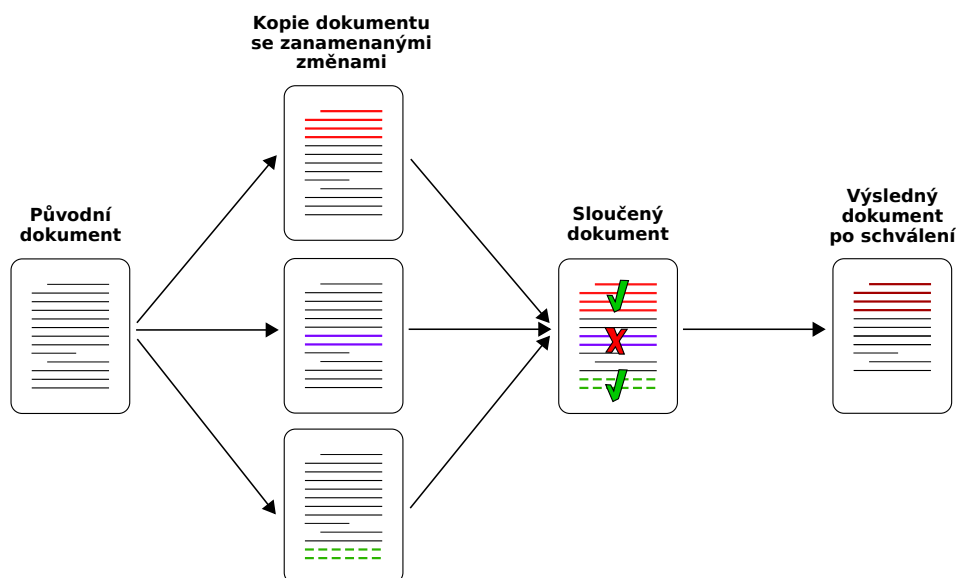 Původní
dokument
Kopie dokumentu
se zanamenanými
změnami
Sloučený
dokument
Výsledný
dokument
po schválení